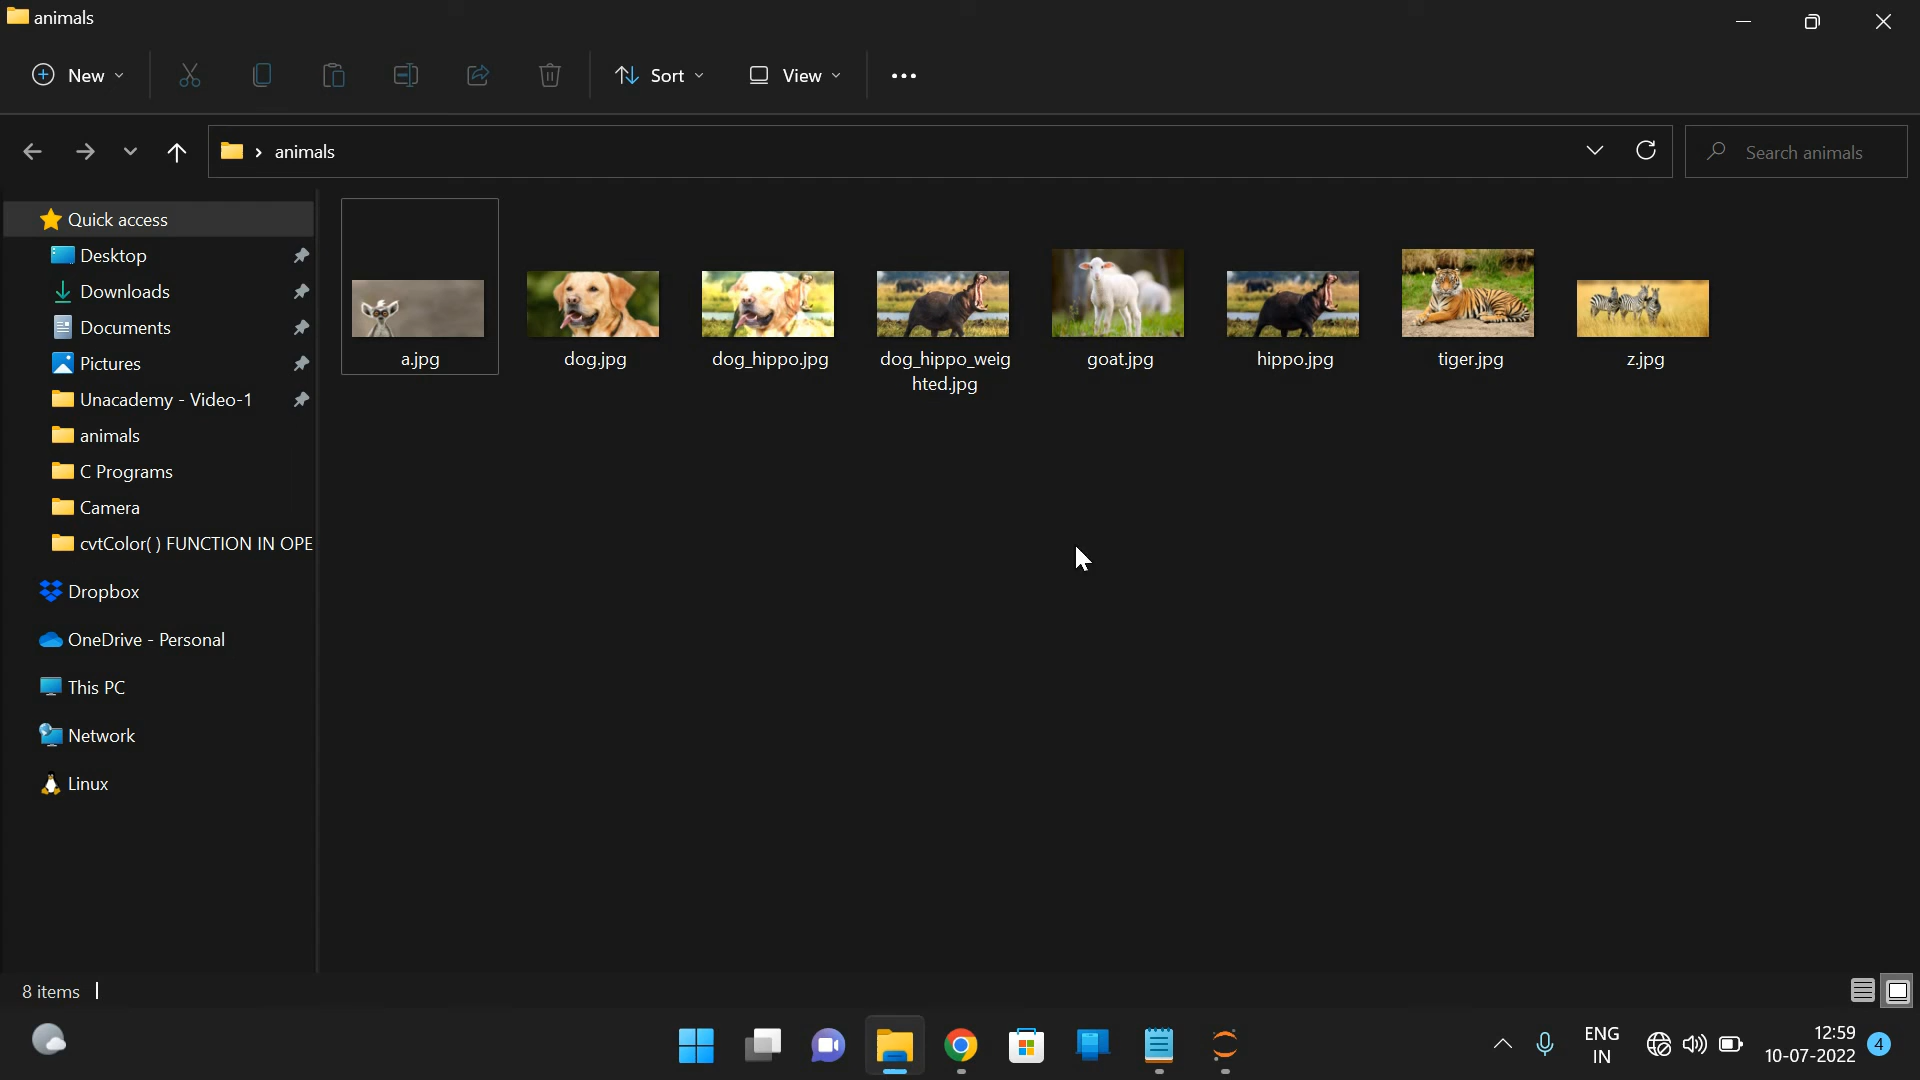 animals
New
Sort
View
animals
Search animals
Quick access
Desktop
Downloads
Documents
Pictures
Unacademy - Video-1
animals
C Programs
Camera
cvtColor( ) FUNCTION IN OPE
Dropbox
OneDrive - Personal
This PC
Network
Linux
a.jpg
dog.jpg
dog_hippo.jpg
dog_hippo_weig
hted.jpg
goat.jpg
hippo.jpg
tiger.jpg
z.jpg
8 items
ENG
IN
12:59
10-07-2022
4